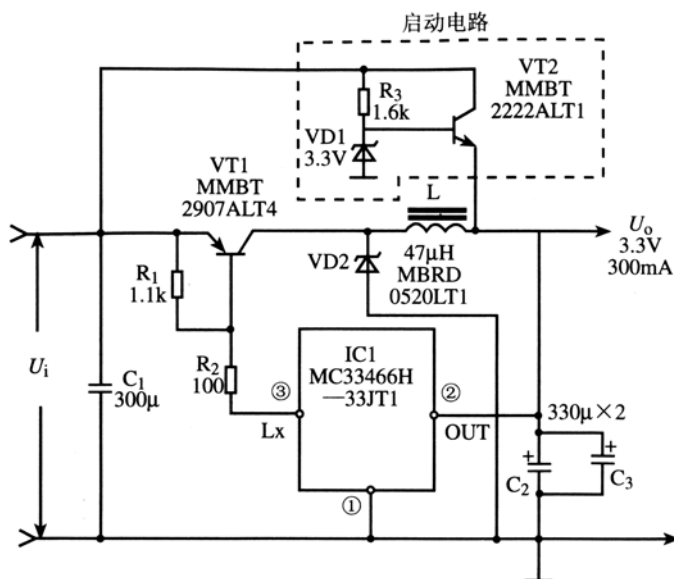 启动电路
VT2
MMBT
2222ALT1
R3
1.6k
VD1
3.3V
VT1
MMBT
2907ALT4
L
47μH
MBRD
0520LT1
VD2
Uo
3.3V
300mA
R1
1.1k
R2
100
Ui
C1
300μ
IC1
MC33466H
—33JT1
③
Lx
②
OUT
①
330μ×2
+
C2
+
C3